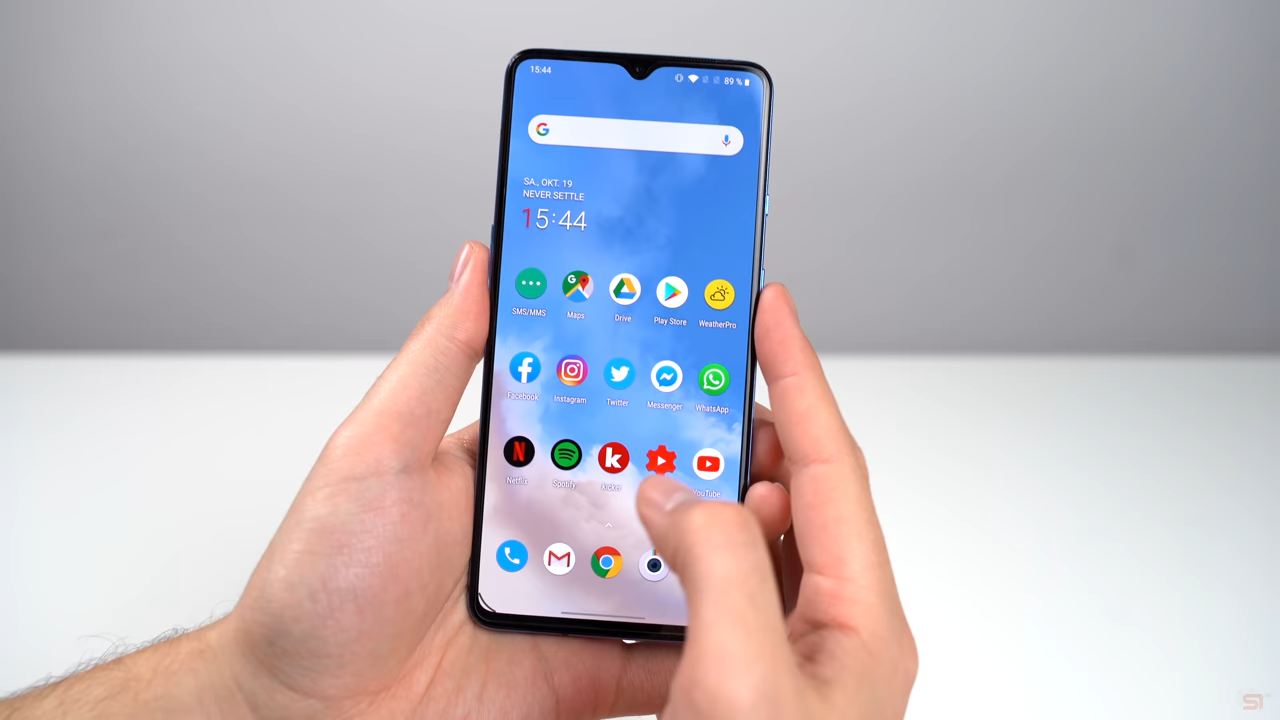 15:44
89 %
SA., OKT. 19
NEVER SETTLE
15:44
SMS/MMS
Maps
Drive
Play Store
WeatherPro
Facebook
Instagram
Twitter
Messenger
WhatsApp
Netflix
Spotify
kicker
YouTube